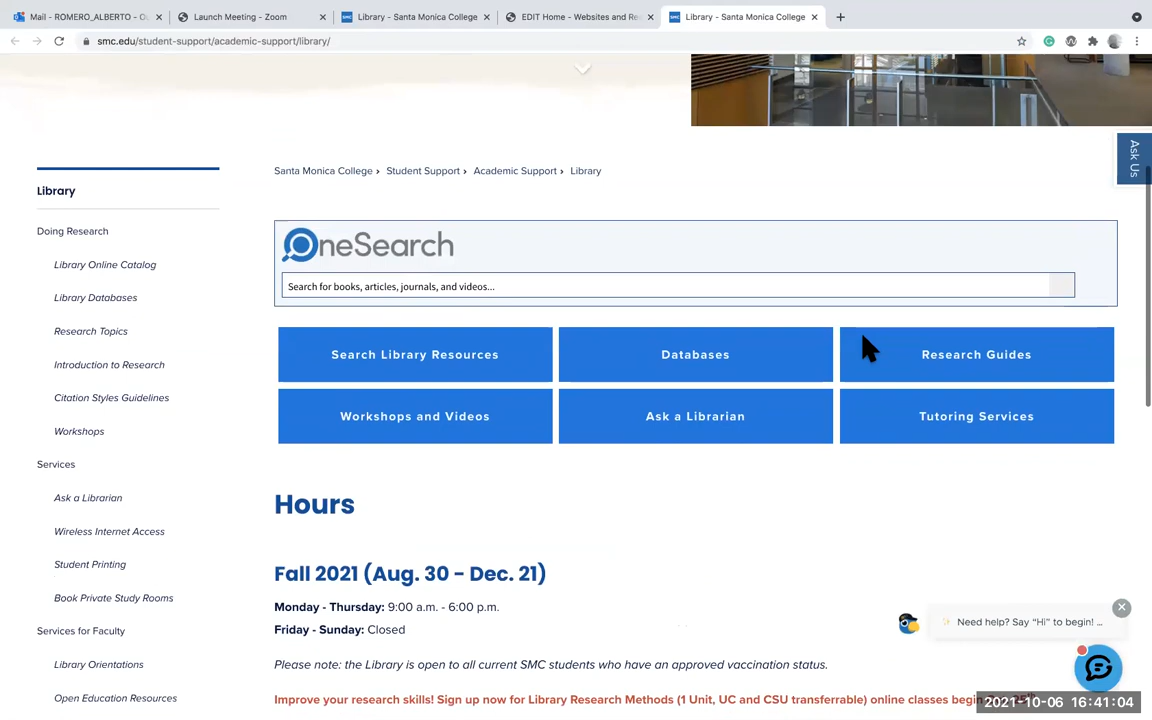 Mail - ROMERO_ALBERTO - Ou
Launch Meeting - Zoom
Library - Santa Monica College
EDIT Home - Websites and Re
Library - Santa Monica College
smc.edu/student-support/academic-support/library/
Ask Us
Santa Monica College › Student Support › Academic Support › Library
Library
Doing Research
Library Online Catalog
Library Databases
Research Topics
Introduction to Research
Citation Styles Guidelines
Workshops
Services
Ask a Librarian
Wireless Internet Access
Student Printing
Book Private Study Rooms
Services for Faculty
Library Orientations
Open Education Resources
OneSearch
Search for books, articles, journals, and videos...
Search Library Resources
Databases
Research Guides
Workshops and Videos
Ask a Librarian
Tutoring Services
Hours
Fall 2021 (Aug. 30 - Dec. 21)
Monday - Thursday: 9:00 a.m. - 6:00 p.m.
Friday - Sunday: Closed
Please note: the Library is open to all current SMC students who have an approved vaccination status.
Improve your research skills! Sign up now for Library Research Methods (1 Unit, UC and CSU transferrable) online classes begin
Need help? Say “Hi” to begin! ...
2021-10-06 16:41:04